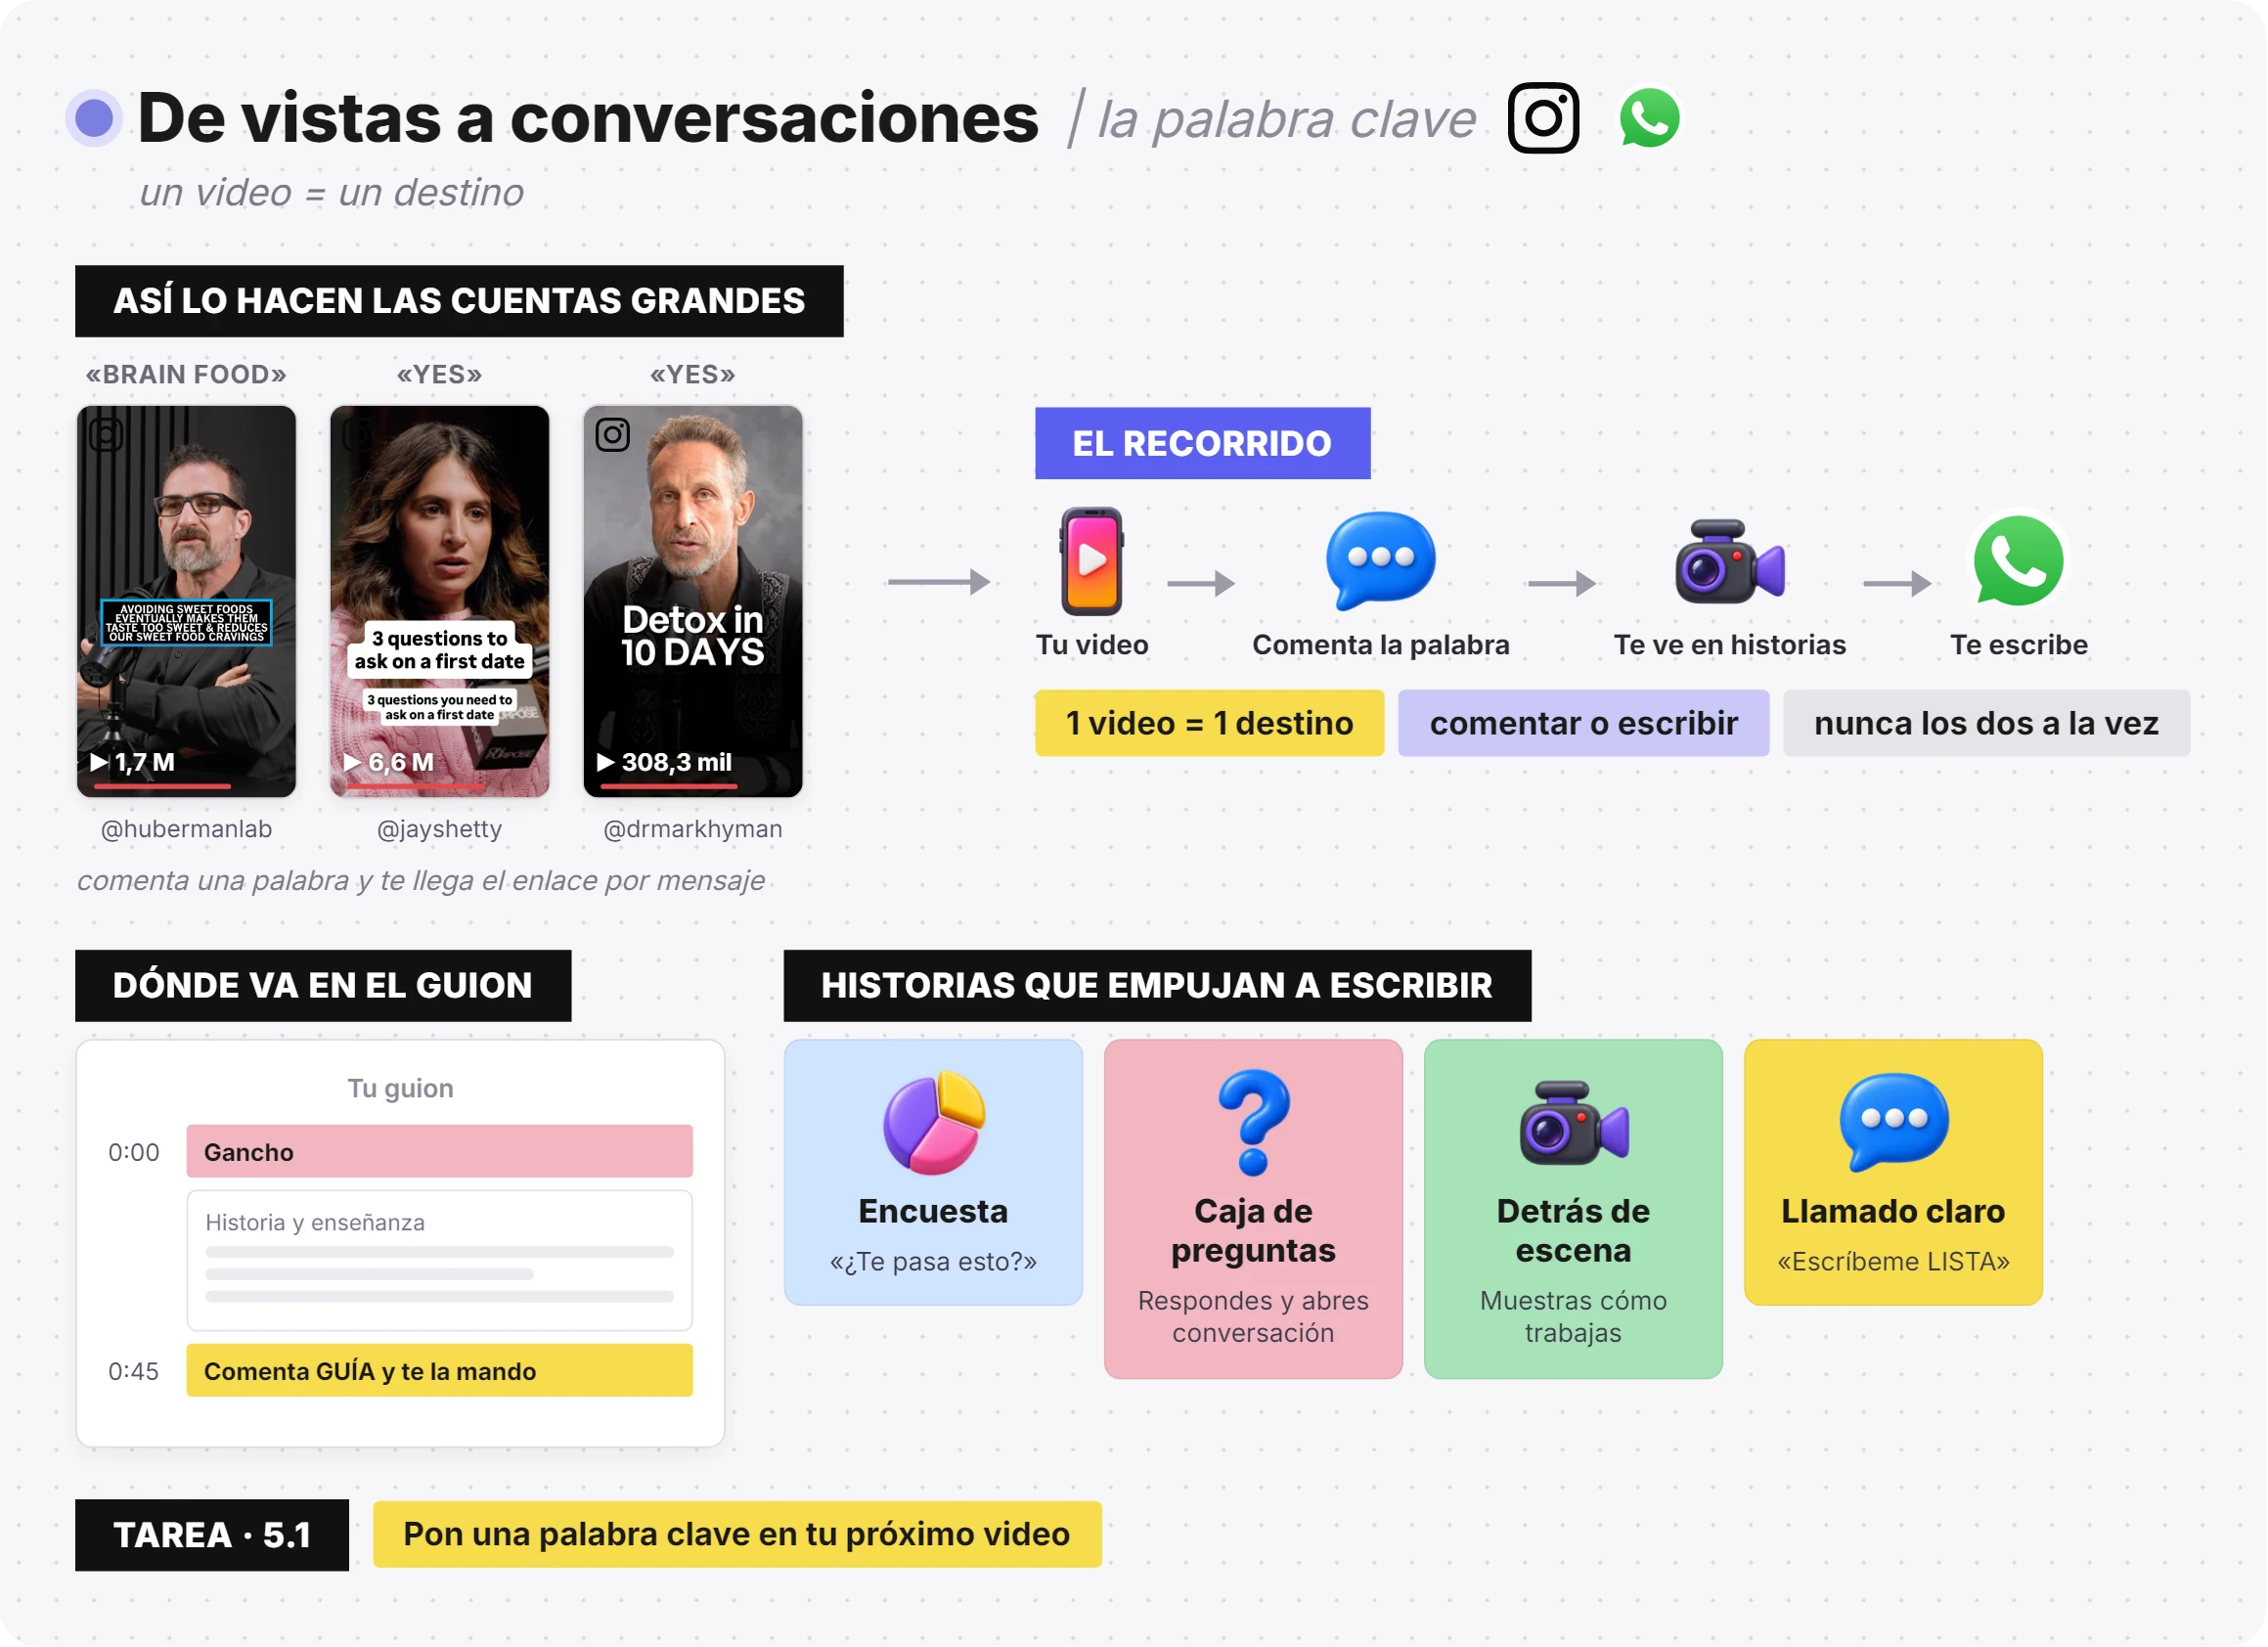 De vistas a conversaciones | la palabra clave
un video = un destino
ASÍ LO HACEN LAS CUENTAS GRANDES
«BRAIN FOOD»
«YES»
«YES»
AVOIDING SWEET FOODS
EVENTUALLY MAKES THEM
TASTE TOO SWEET & REDUCES
OUR SWEET FOOD CRAVINGS
▶ 1,7 M
3 questions to
ask on a first date
3 questions you need to
ask on a first date
▶ 6,6 M
Detox in
10 DAYS
▶ 308,3 mil
@hubermanlab
@jayshetty
@drmarkhyman
comenta una palabra y te llega el enlace por mensaje
EL RECORRIDO
Tu video
Comenta la palabra
Te ve en historias
Te escribe
1 video = 1 destino
comentar o escribir
nunca los dos a la vez
DÓNDE VA EN EL GUION
Tu guion
0:00
Gancho
Historia y enseñanza
0:45
Comenta GUÍA y te la mando
HISTORIAS QUE EMPUJAN A ESCRIBIR
Encuesta
«¿Te pasa esto?»
Caja de
preguntas
Respondes y abres
conversación
Detrás de
escena
Muestras cómo
trabajas
Llamado claro
«Escríbeme LISTA»
TAREA · 5.1
Pon una palabra clave en tu próximo video